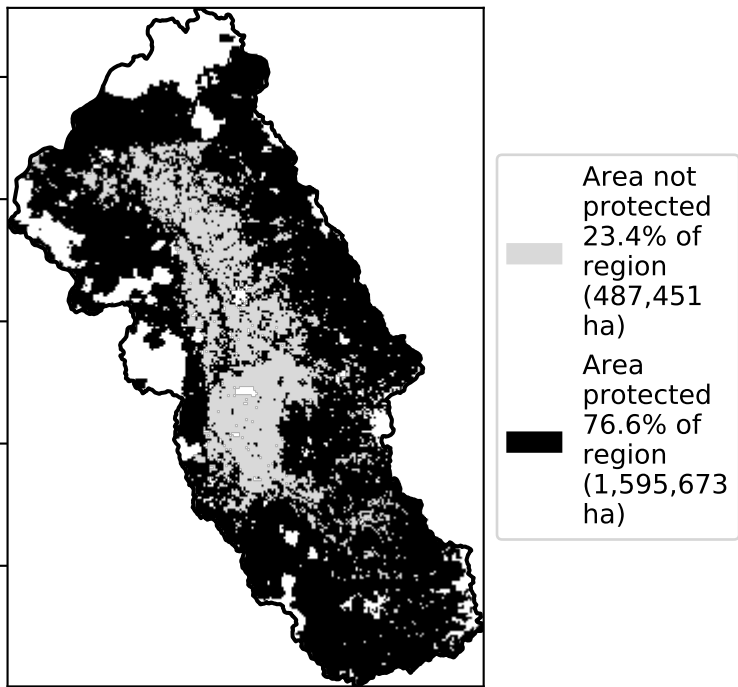 Area not
protected
23.4% of
region
(487,451
ha)
Area
protected
76.6% of
region
(1,595,673
ha)